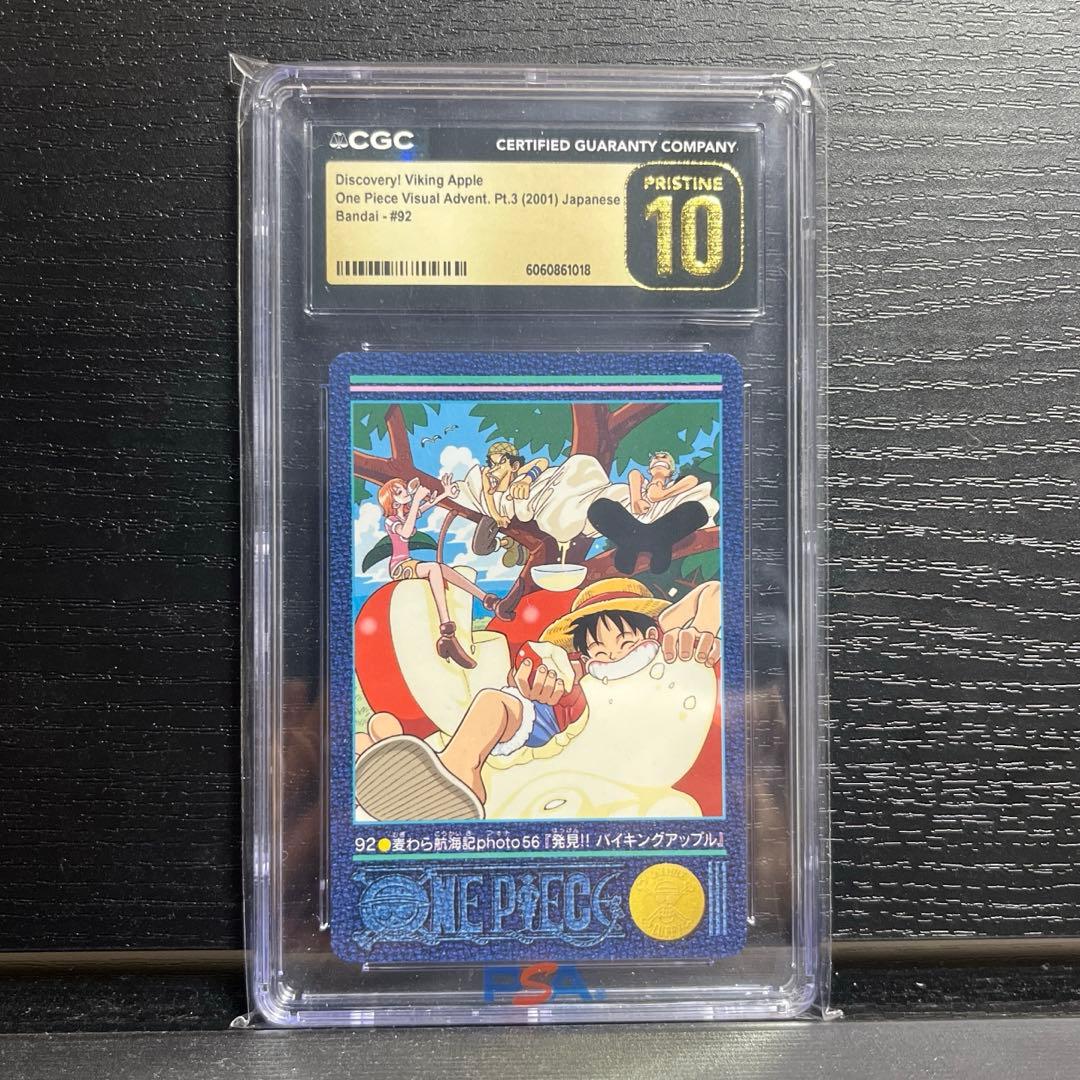 CGC
CERTIFIED GUARANTY COMPANY
Discovery! Viking Apple
One Piece Visual Advent. Pt.3 (2001) Japanese
Bandai - #92
6060861018
PRISTINE
10
92●麦わら航海記photo56『発見!! バイキングアップル』
ONE PIECE
PSA